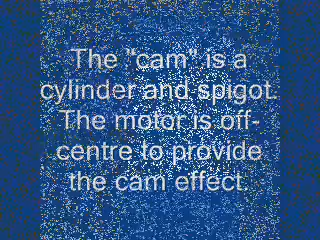 The "cam" is a
cylinder and spigot.
The motor is off-
centre to provide
the cam effect.